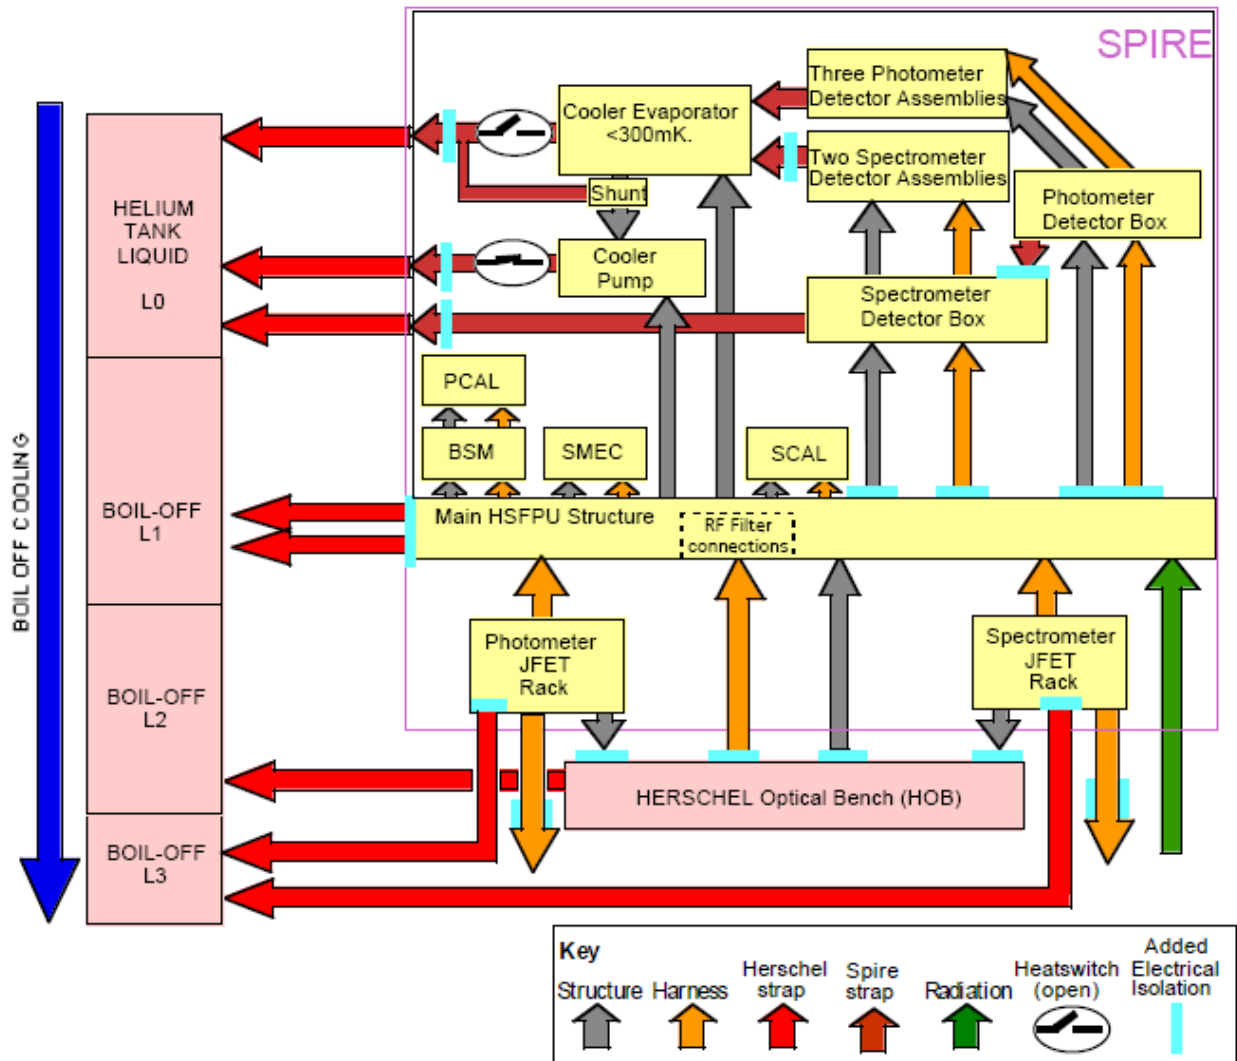 SPIRE
Three Photometer
Detector Assemblies
Cooler Evaporator
<300mK.
Two Spectrometer
Detector Assemblies
Shunt
Photometer
Detector Box
HELIUM
TANK
LIQUID
L0
Cooler
Pump
Spectrometer
Detector Box
PCAL
BSM
SMEC
SCAL
BOIL OFF COOLING
BOIL-OFF
L1
Main HSFPU Structure
RF Filter
connections
Photometer
JFET
Rack
Spectrometer
JFET
Rack
BOIL-OFF
L2
HERSCHEL Optical Bench (HOB)
BOIL-OFF
L3
Key
Structure
Harness
Herschel
strap
Spire
strap
Radiation
Heatswitch
(open)
Added
Electrical
Isolation